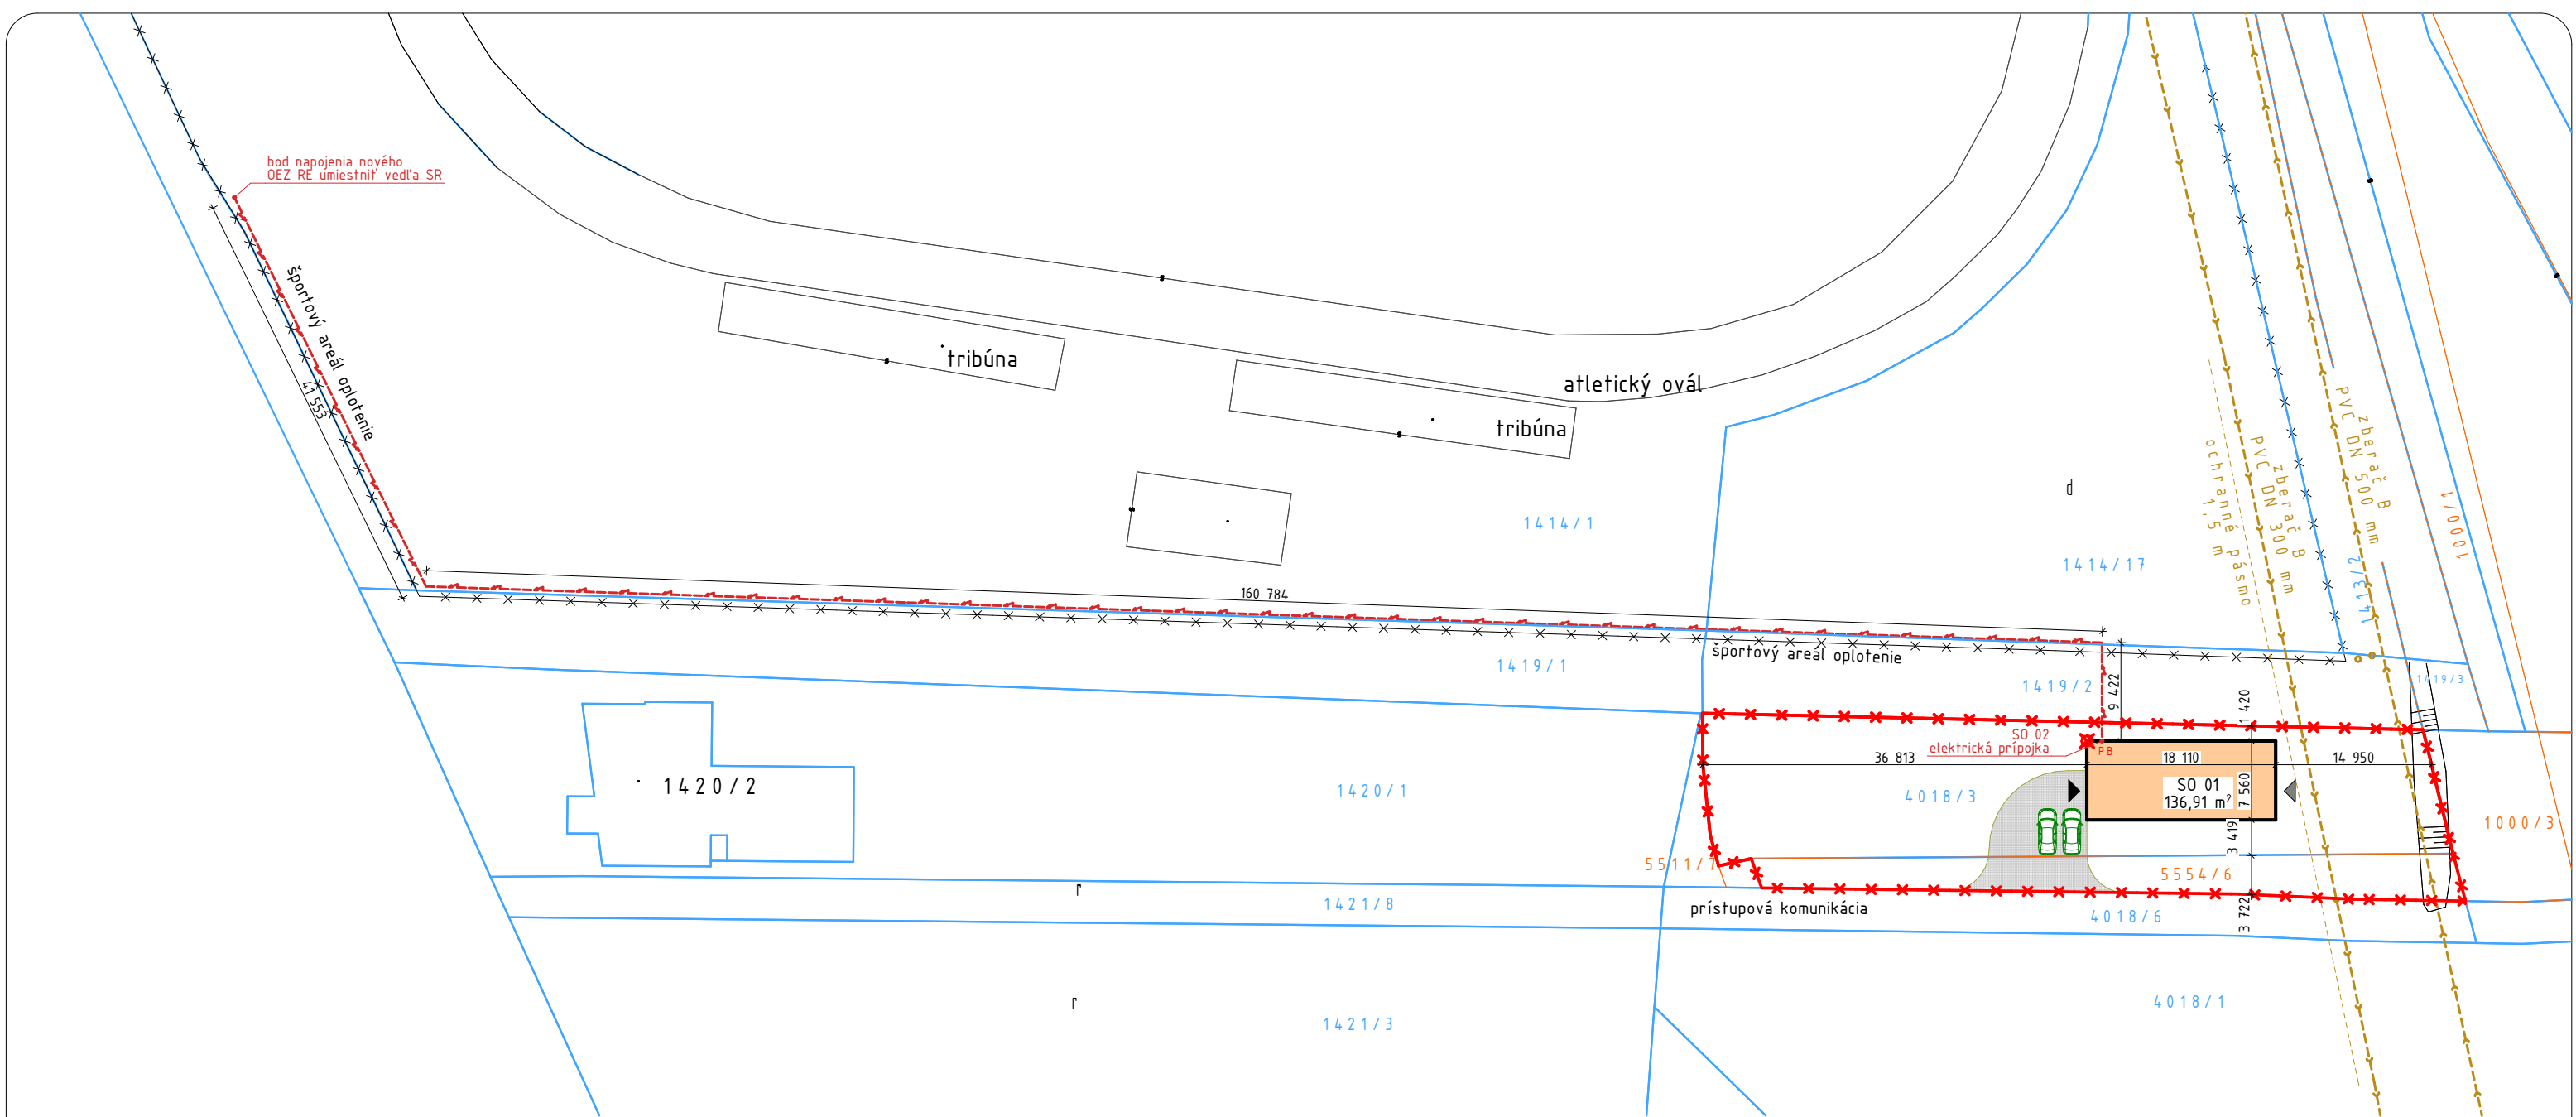 bod napojenia nového
OEZ RE umiestniť vedľa SR
športový areál oplotenie
41 553
tribúna
tribúna
atletický ovál
1414/1
d
1414/17
ochranné pásmo
1,5 m
zberač B
PVC DN 300 mm
zberač B
PVC DN 500 mm
1413/2
1000/1
160 784
športový areál oplotenie
1419/1
1419/2
1419/3
9 422
1 420
SO 02
elektrická prípojka
PB
36 813
18 110
14 950
SO 01
136,91 m²
7 560
1420/2
1420/1
4018/3
3 419
1000/3
5511/7
5554/6
r
1421/8
prístupová komunikácia
4018/6
3 722
r
1421/3
4018/1